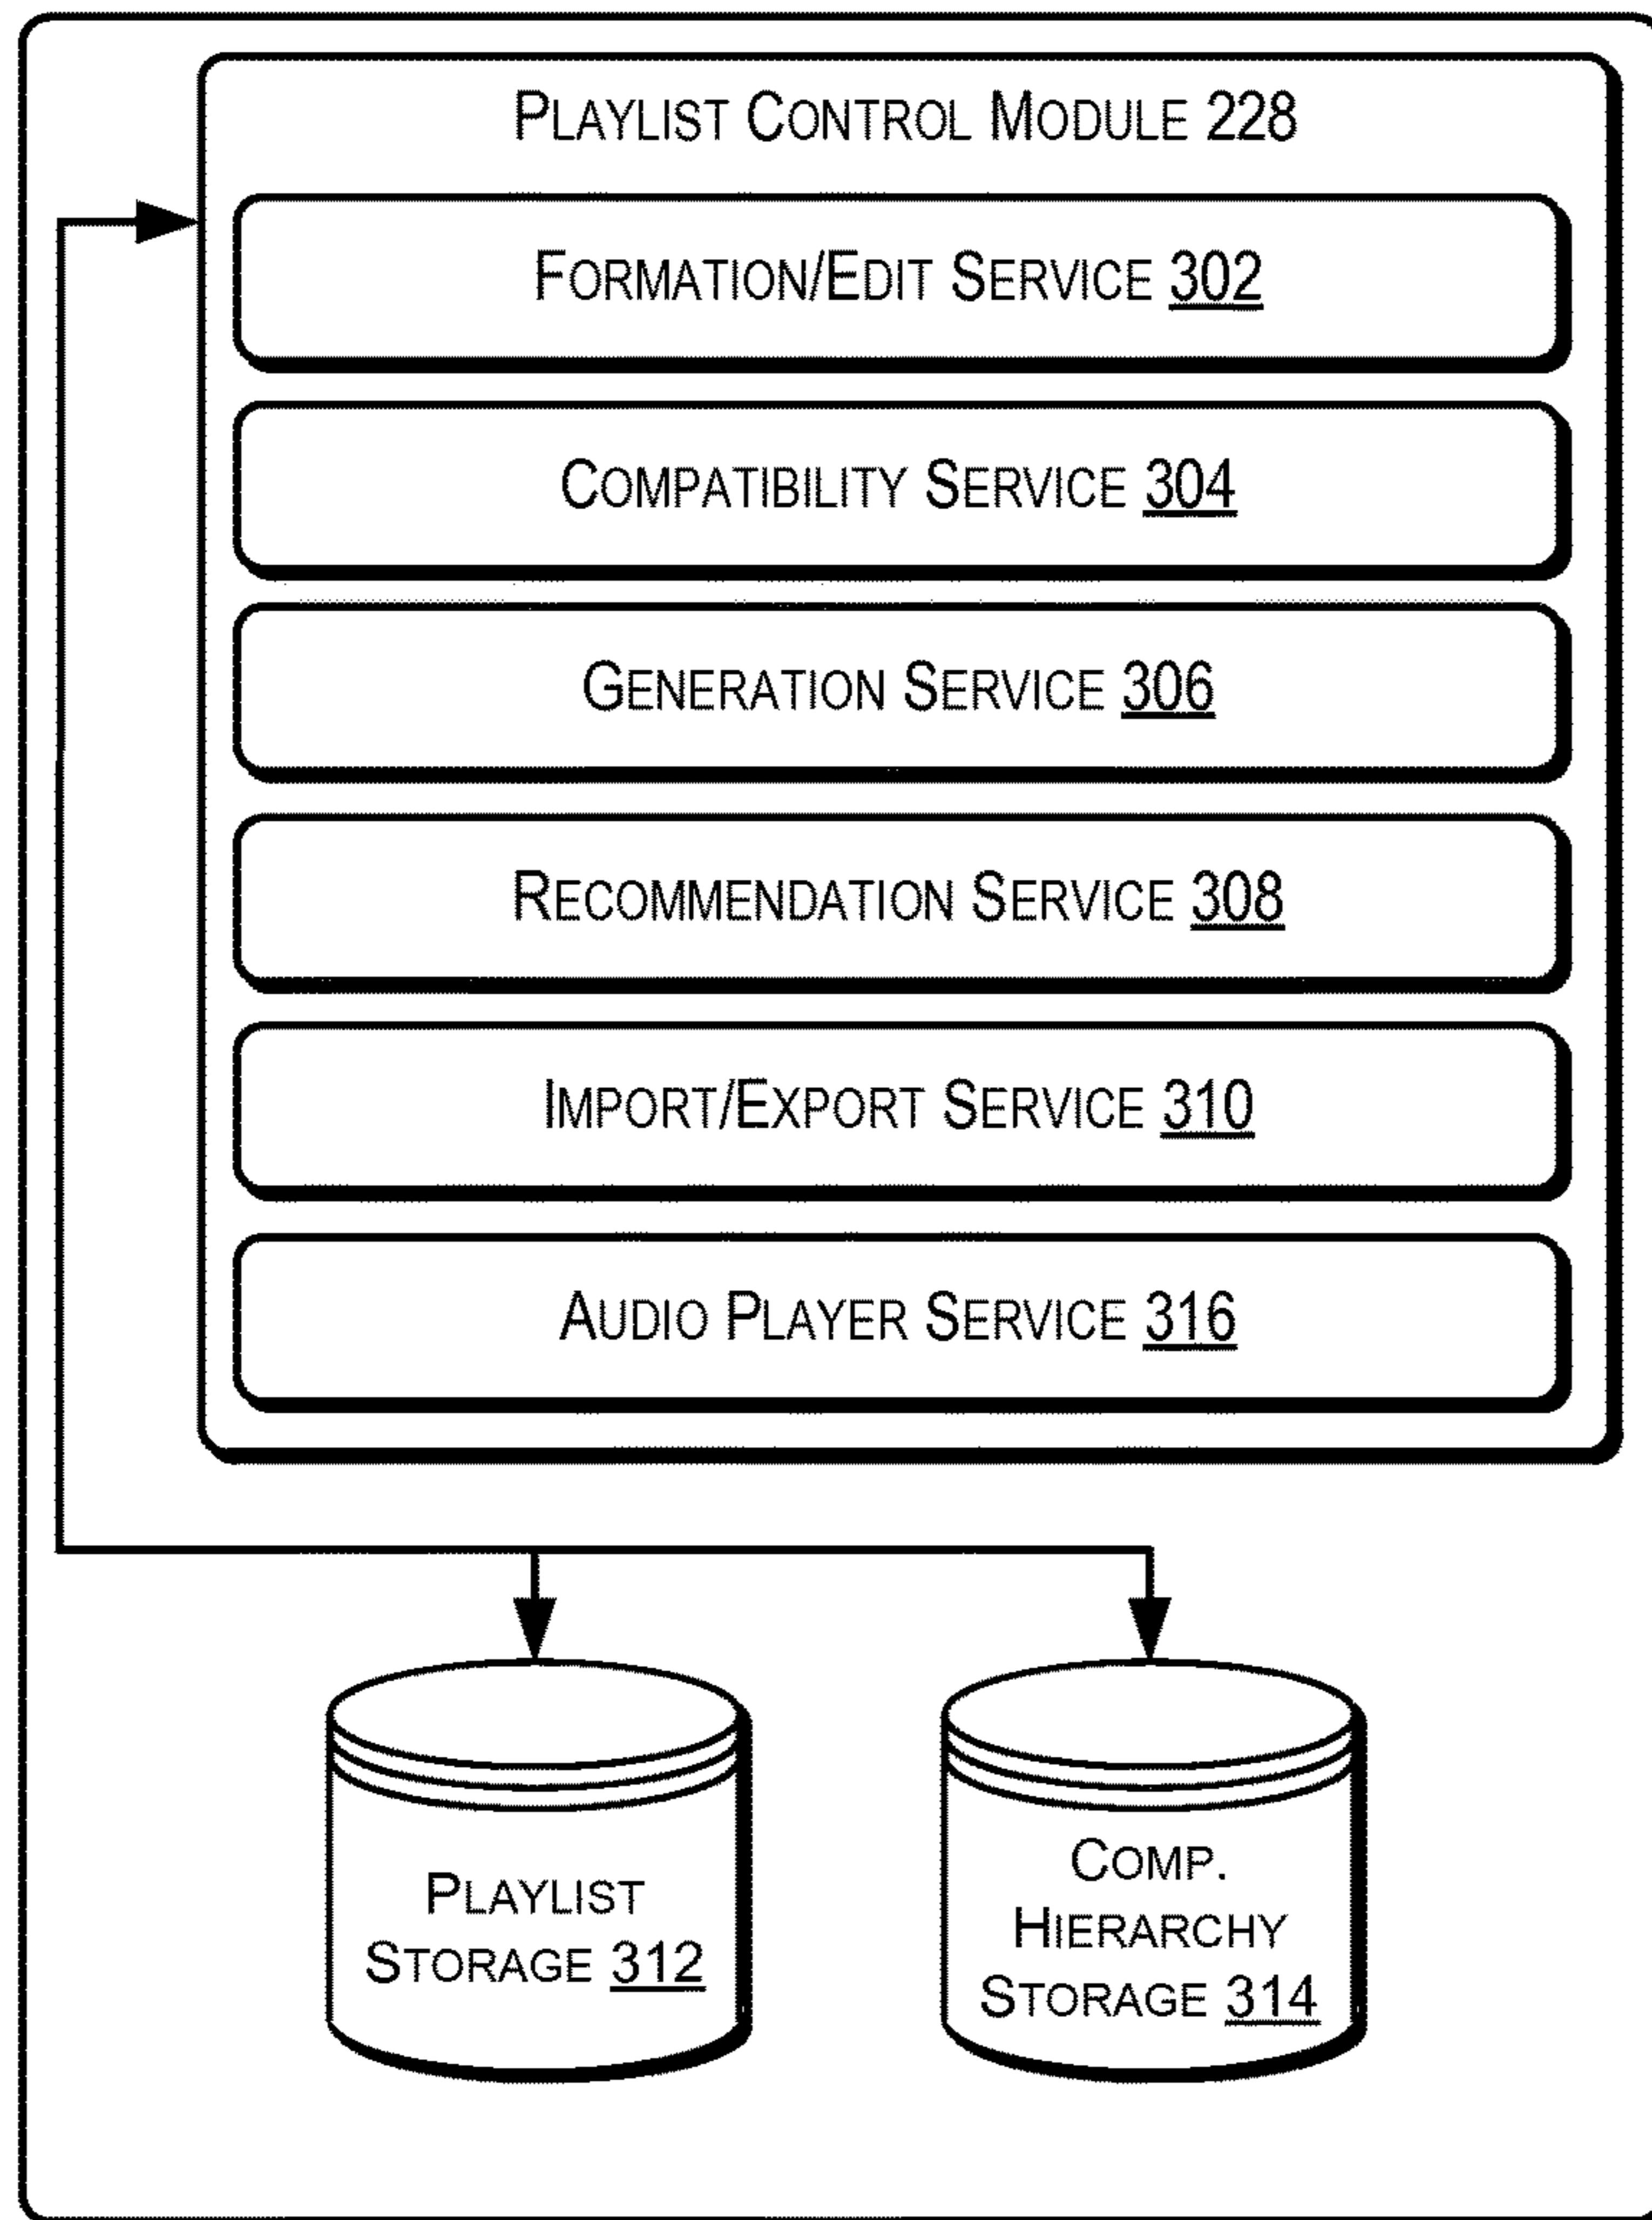 PLAYLIST CONTROL MODULE 228
FORMATION/EDIT SERVICE 302
COMPATIBILITY SERVICE 304
GENERATION SERVICE 306
RECOMMENDATION SERVICE 308
IMPORT/EXPORT SERVICE 310
AUDIO PLAYER SERVICE 316
PLAYLIST
STORAGE 312
COMP.
HIERARCHY
STORAGE 314